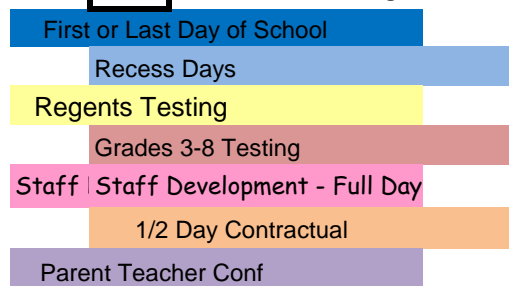 First or Last Day of School
Recess Days
Regents Testing
Grades 3-8 Testing
Staff Staff Development - Full Day
1/2 Day Contractual
Parent Teacher Conf